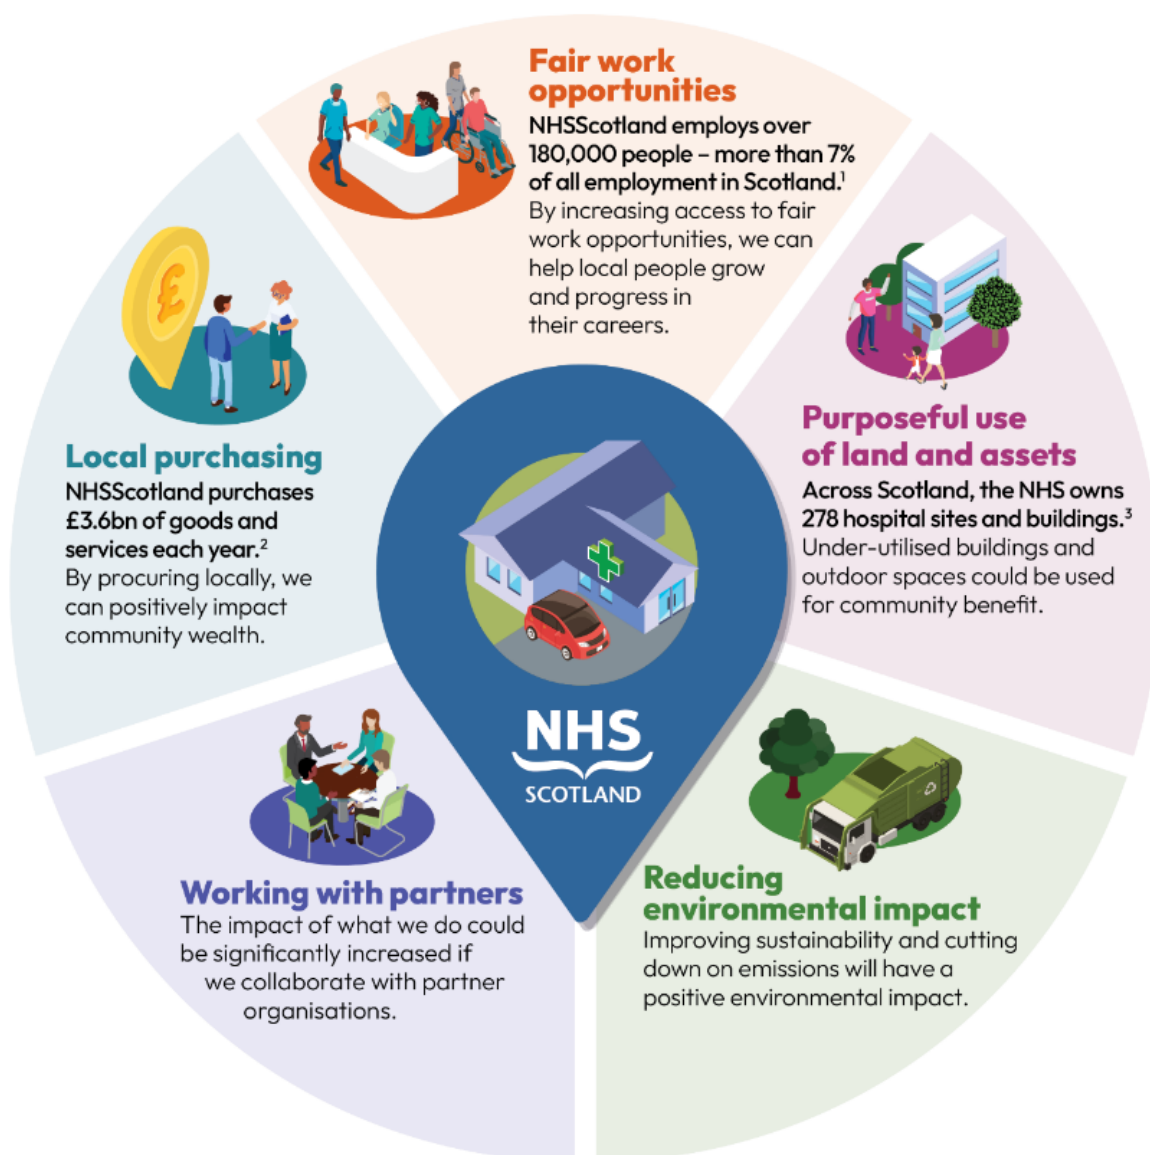 Fair work
opportunities
NHSScotland employs over
180,000 people – more than 7%
of all employment in Scotland.¹
By increasing access to fair
work opportunities, we can
help local people grow
and progress in
their careers.
£
Local purchasing
NHSScotland purchases
£3.6bn of goods and
services each year.²
By procuring locally, we
can positively impact
community wealth.
Purposeful use
of land and assets
Across Scotland, the NHS owns
278 hospital sites and buildings.³
Under-utilised buildings and
outdoor spaces could be used
for community benefit.
NHS
SCOTLAND
Working with partners
The impact of what we do could
be significantly increased if
we collaborate with partner
organisations.
Reducing
environmental impact
Improving sustainability and cutting
down on emissions will have a
positive environmental impact.